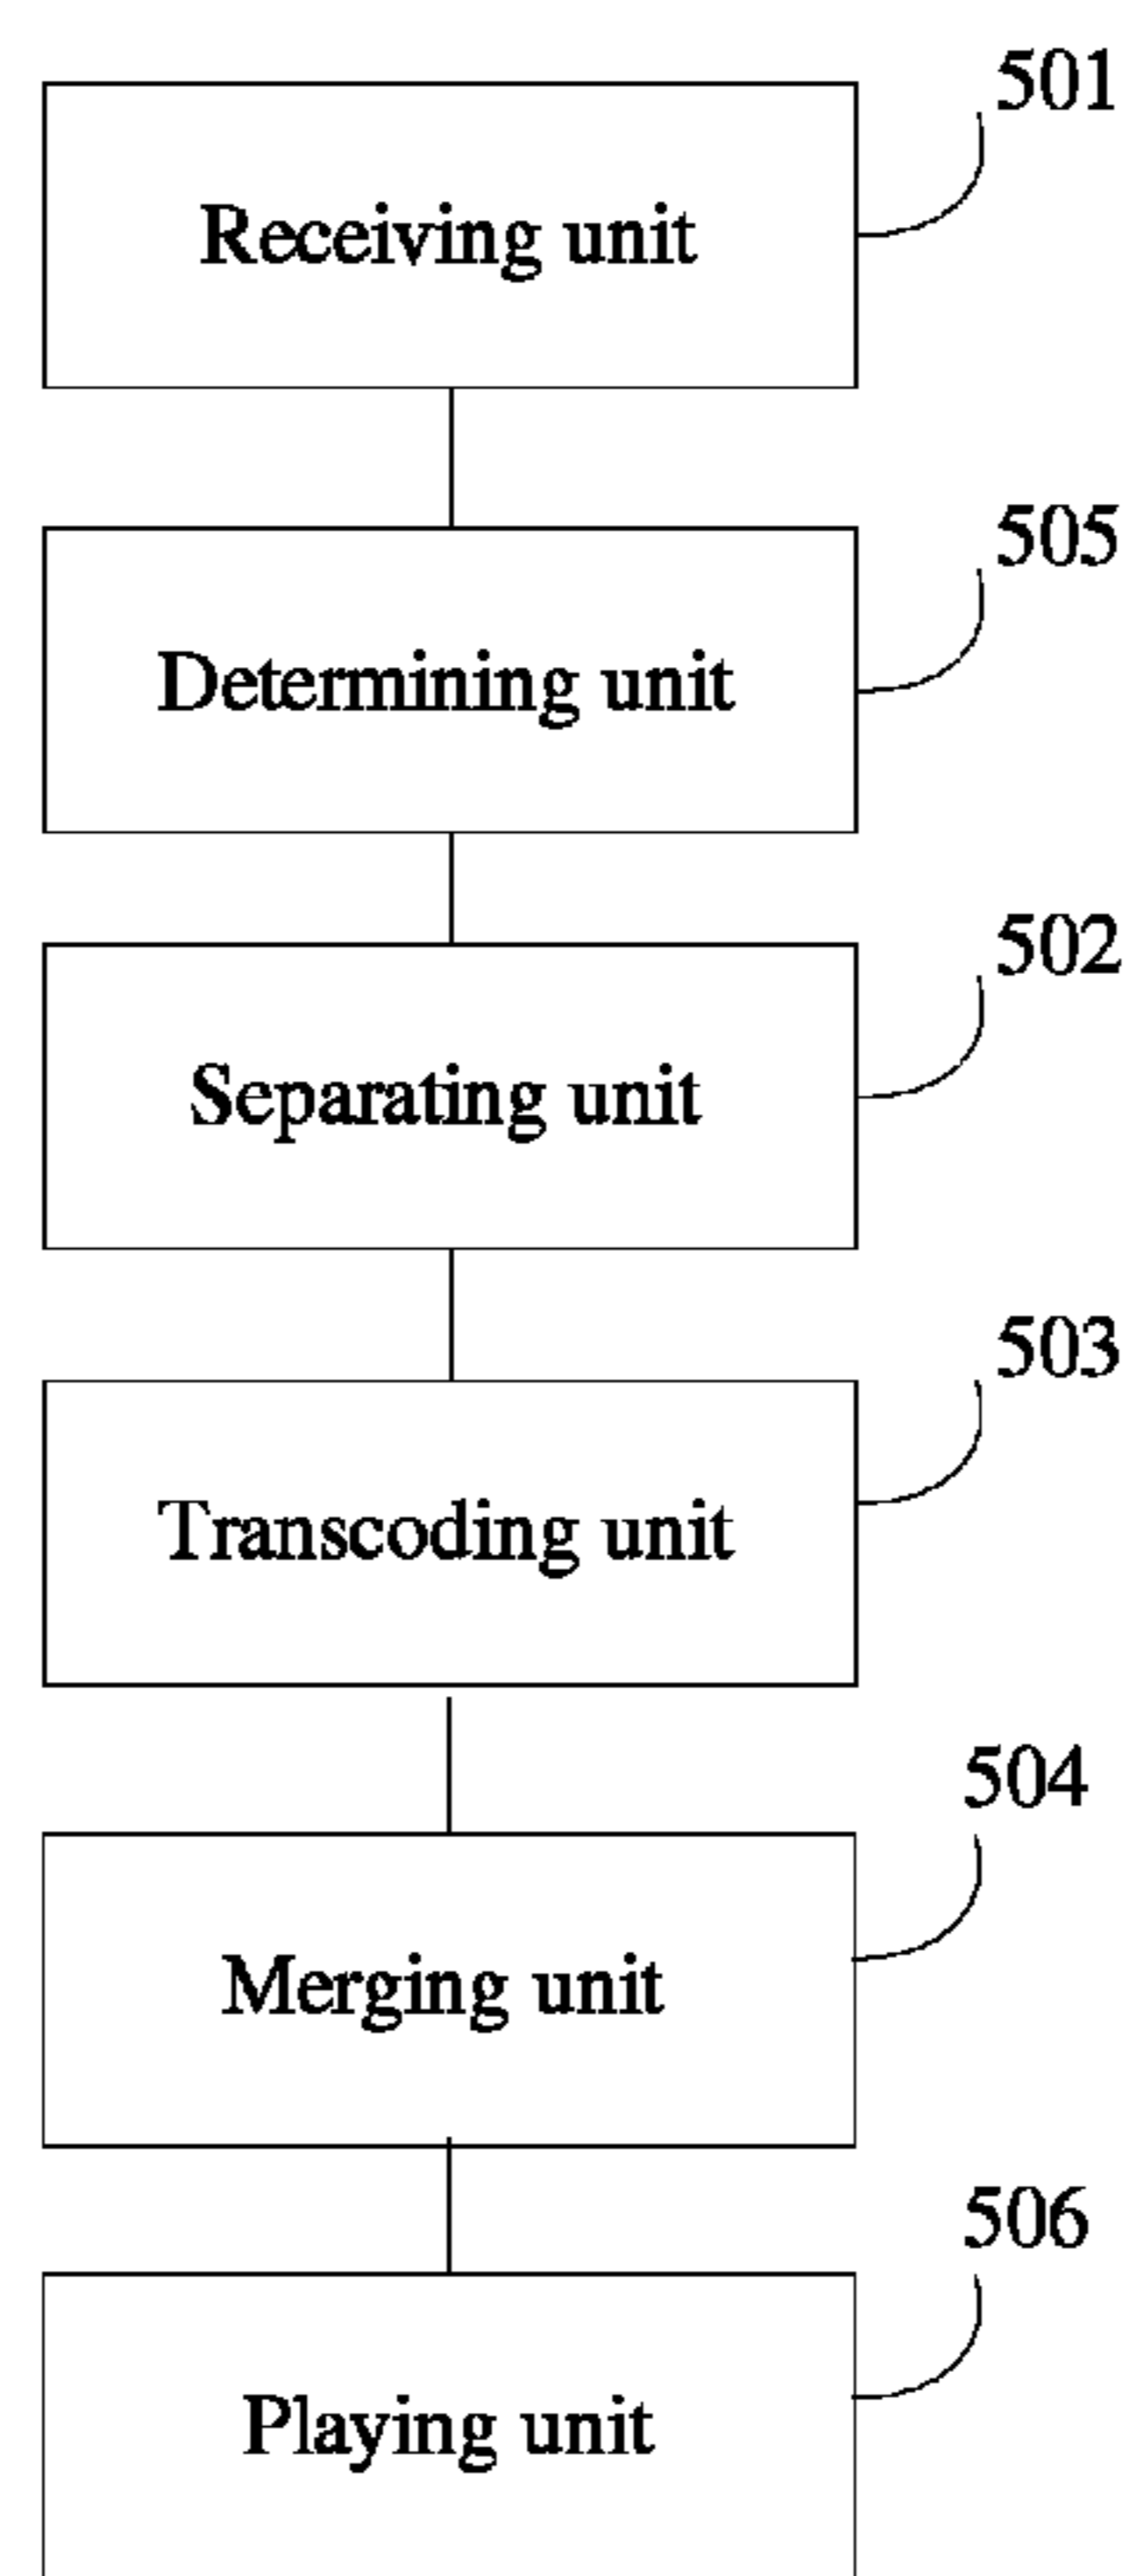 501
Receiving unit
505
Determining unit
502
Separating unit
503
Transcoding unit
504
Merging unit
506
Playing unit